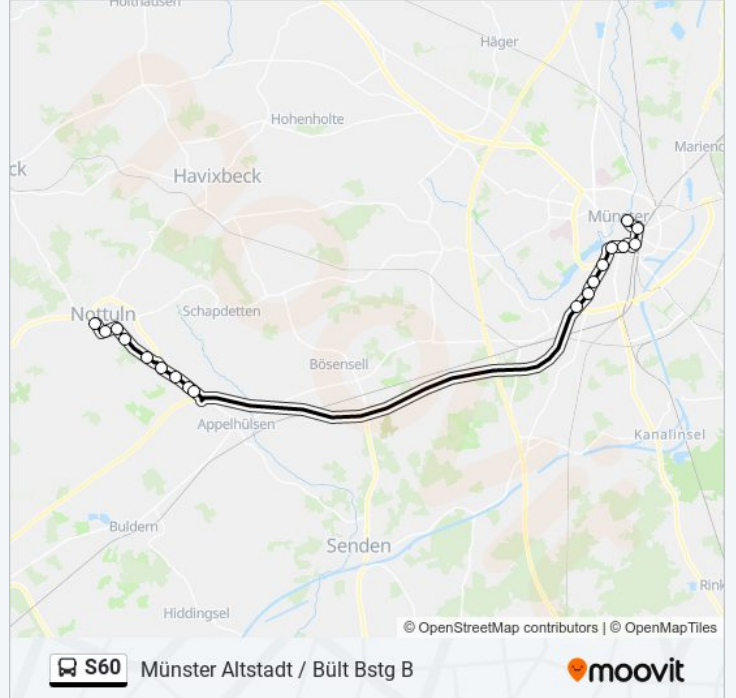 Holthausen
Häger
Hohenholte
Marienc
ck
Havixbeck
Münster
Nottuln
Schapdetten
Bösensell
Appelhülsen
Kanalinsel
Buldern
Senden
Rink
Hiddingsel
© OpenStreetMap contributors | © OpenMapTiles
S60 Münster Altstadt / Bült Bstg B
moovit